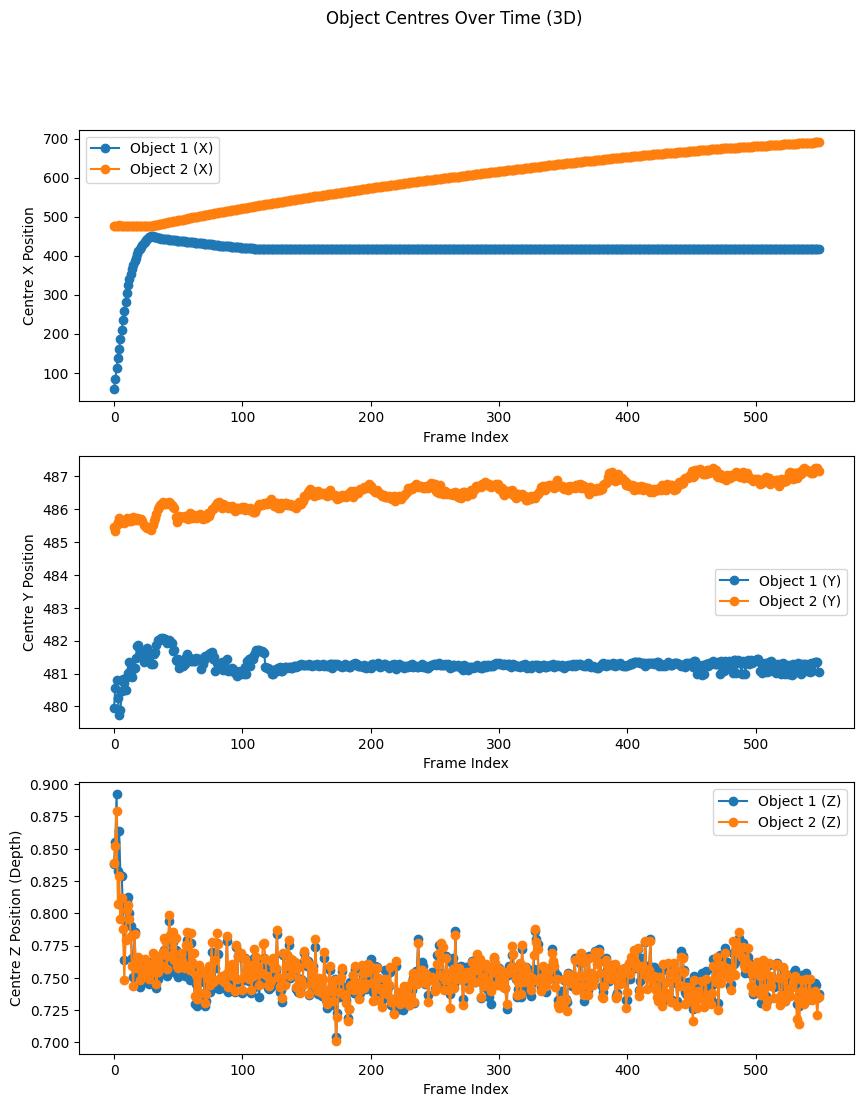 Object Centres Over Time (3D)
700
600
500
400
300
200
100
Centre X Position
Object 1 (X)
Object 2 (X)
0 100 200 300 400 500
Frame Index
487
486
485
484
483
482
481
480
Centre Y Position
Object 1 (Y)
Object 2 (Y)
0 100 200 300 400 500
Frame Index
0.900
0.875
0.850
0.825
0.800
0.775
0.750
0.725
0.700
Centre Z Position (Depth)
Object 1 (Z)
Object 2 (Z)
0 100 200 300 400 500
Frame Index